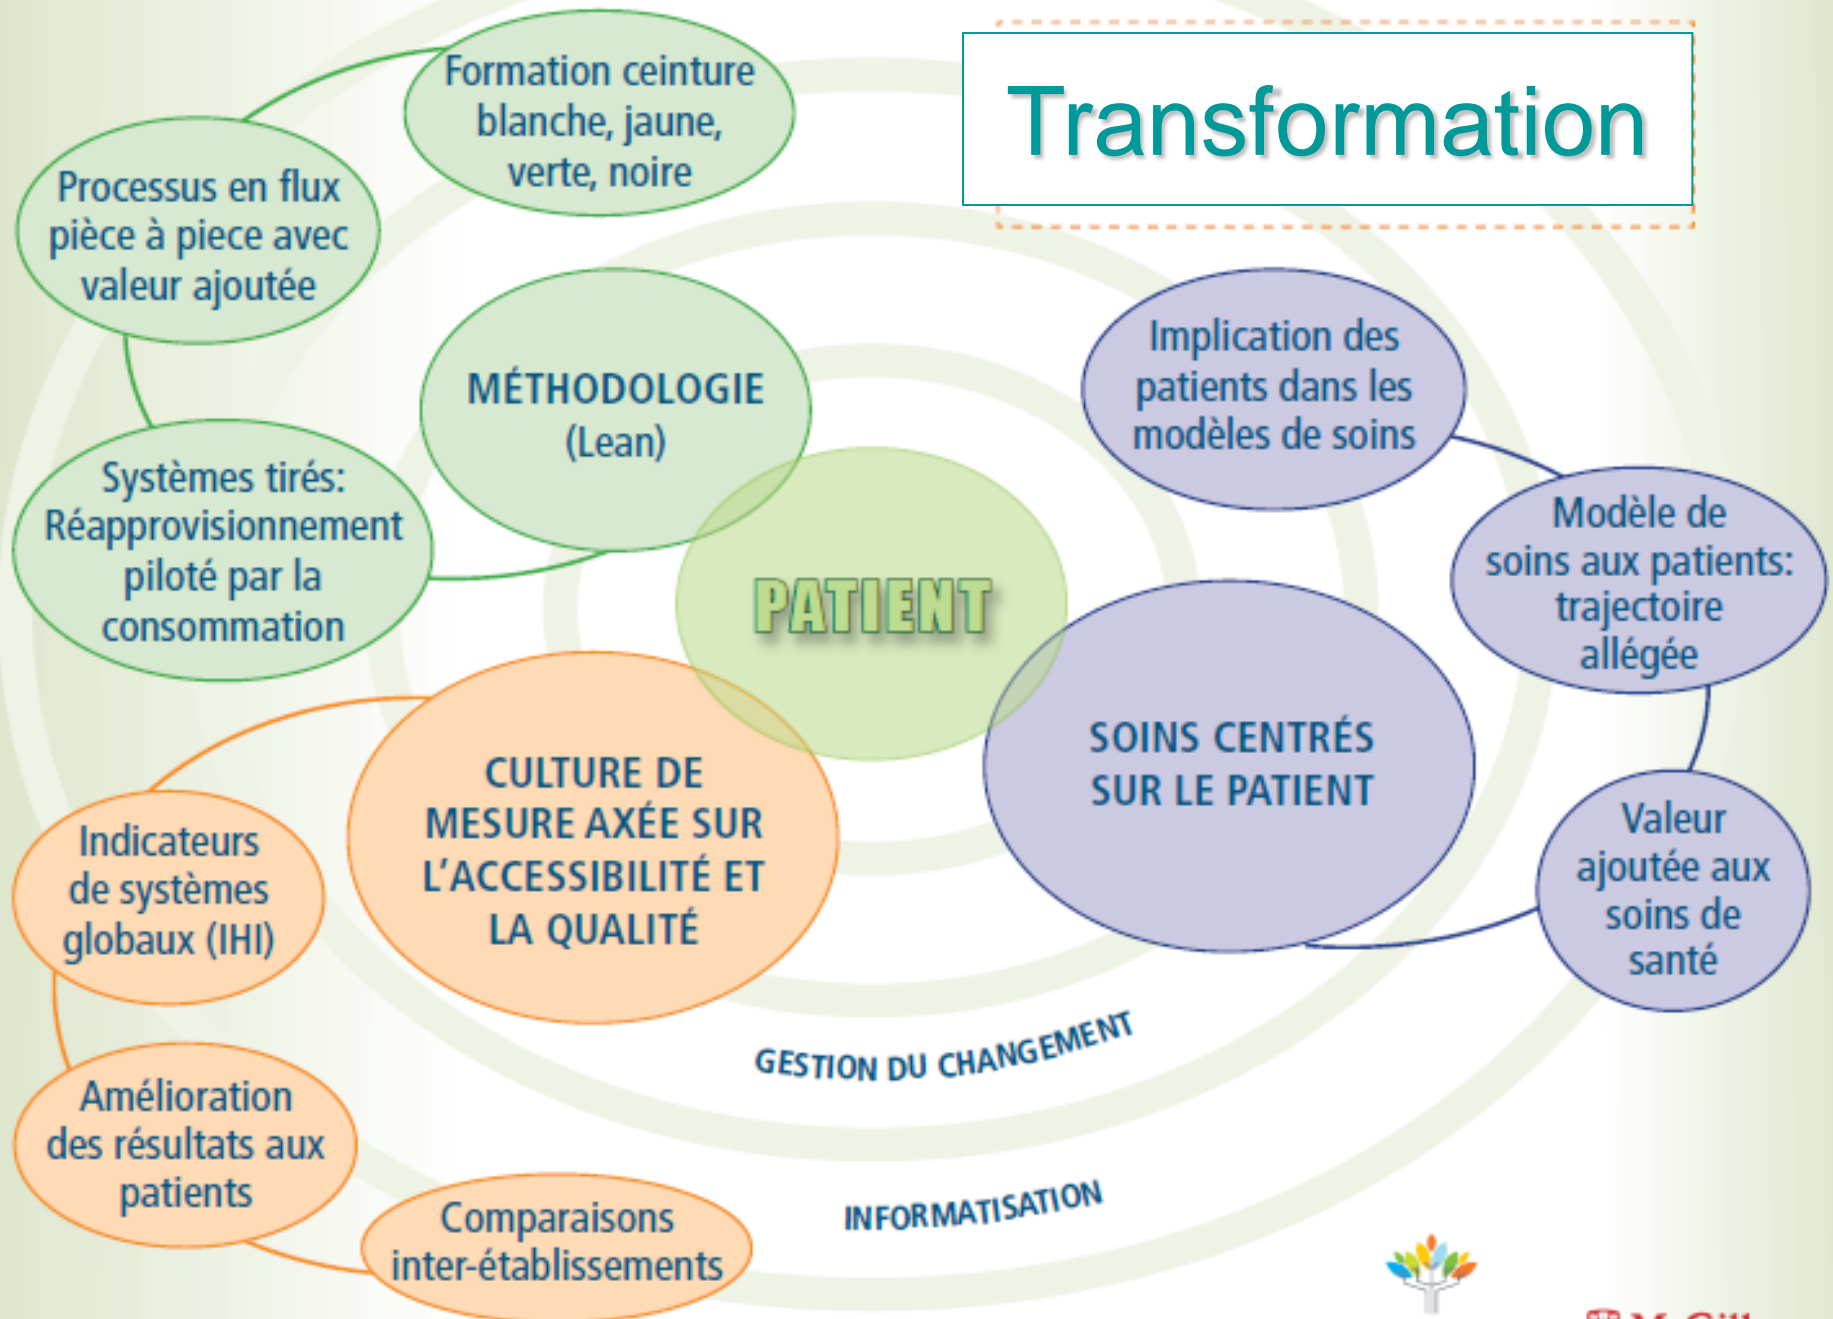 Transformation
Formation ceinture
blanche, jaune,
verte, noire
Processus en flux
pièce à piece avec
valeur ajoutée
Systèmes tirés:
Réapprovisionnement
piloté par la
consommation
MÉTHODOLOGIE
(Lean)
PATIENT
Implication des
patients dans les
modèles de soins
Modèle de
soins aux patients:
trajectoire
allégée
Valeur
ajoutée aux
soins de
santé
SOINS CENTRÉS
SUR LE PATIENT
CULTURE DE
MESURE AXÉE SUR
L'ACCESSIBILITÉ ET
LA QUALITÉ
Indicateurs
de systèmes
globaux (IHI)
Amélioration
des résultats aux
patients
Comparaisons
inter-établissements
GESTION DU CHANGEMENT
INFORMATISATION